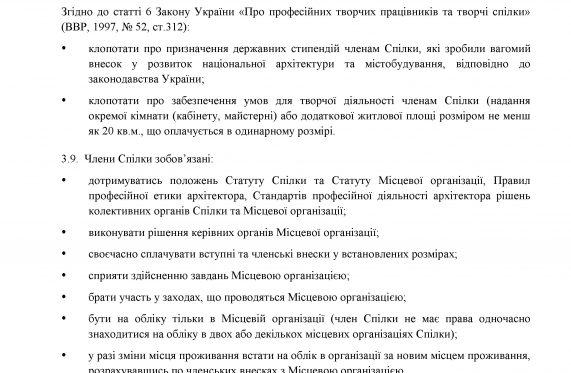 Згідно до статті 6 Закону України «Про професійних творчих працівників та творчі спілки»
(ВВР, 1997, № 52, ст.312):
• клопотати про призначення державних стипендій членам Спілки, які зробили вагомий
внесок у розвиток національної архітектури та містобудування, відповідно до
законодавства України;
• клопотати про забезпечення умов для творчої діяльності членам Спілки (надання
окремої кімнати (кабінету, майстерні) або додаткової житлової площі розміром не менш
як 20 кв.м., що оплачується в одинарному розмірі.
3.9. Члени Спілки зобов’язані:
• дотримуватись положень Статуту Спілки та Статуту Місцевої організації, Правил
професійної етики архітектора, Стандартів професійної діяльності архітектора рішень
колективних органів Спілки та Місцевої організації;
• виконувати рішення керівних органів Місцевої організації;
• своєчасно сплачувати вступні та членські внески у встановлених розмірах;
• сприяти здійсненню завдань Місцевою організацією;
• брати участь у заходах, що проводяться Місцевою організацією;
• бути на обліку тільки в Місцевій організації (член Спілки не має права одночасно
знаходитися на обліку в двох або декількох місцевих організаціях Спілки);
• у разі зміни місця проживання встати на облік в організації за новим місцем проживання,
розрахувавшись по членських внесках з Місцевою організацією